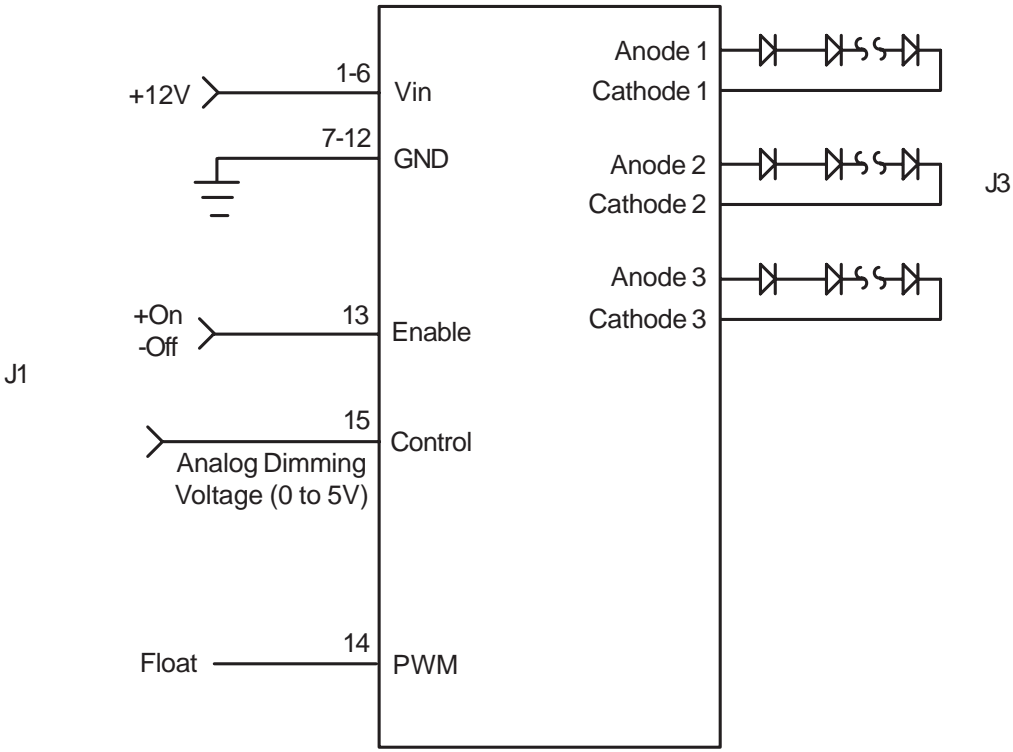 Anode 1
1-6
+12V
Vin
Cathode 1
7-12
GND
Anode 2
J3
Cathode 2
Anode 3
+On
13
Cathode 3
-Off
Enable
J1
15
Control
Analog Dimming
Voltage (0 to 5V)
14
Float
PWM